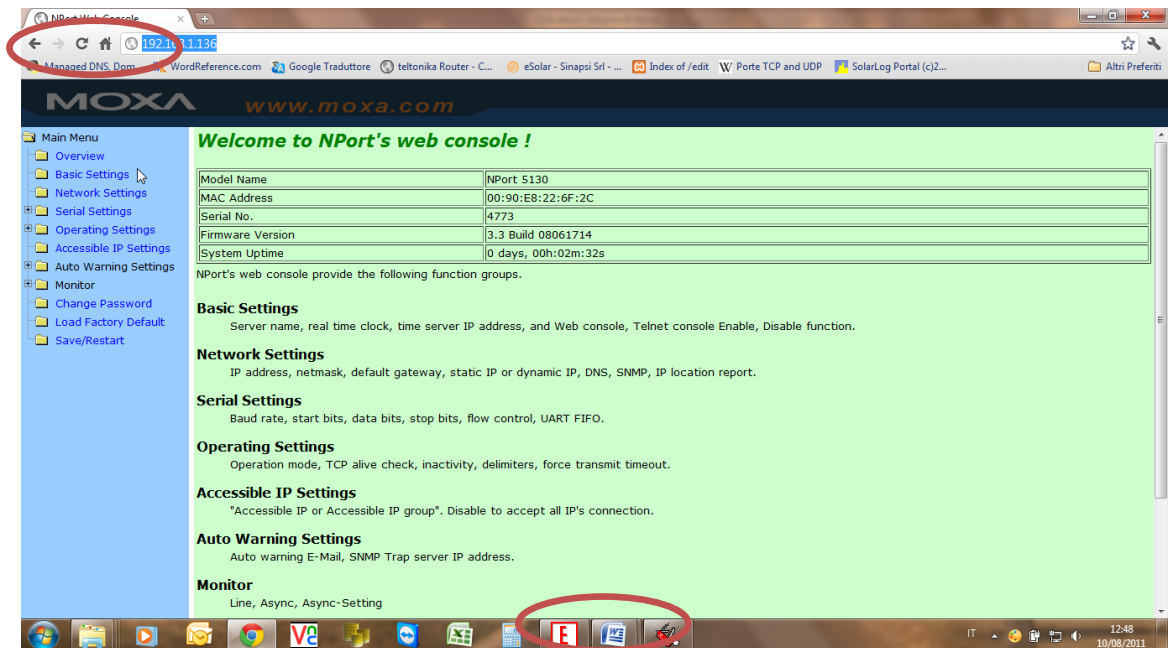 NPort Web Console
192.168.1.136
Managed DNS, Dom... WordReference.com Google Traduttore teltonika Router - C... eSolar - Sinapsi Srl - ... Index of /edit Porte TCP and UDP SolarLog Portal (c)2... Altri Preferiti
MOXA www.moxa.com
Main Menu
Overview
Basic Settings
Network Settings
Serial Settings
Operating Settings
Accessible IP Settings
Auto Warning Settings
Monitor
Change Password
Load Factory Default
Save/Restart
Welcome to NPort's web console !
Model Name NPort 5130
MAC Address 00:90:E8:22:6F:2C
Serial No. 4773
Firmware Version 3.3 Build 08061714
System Uptime 0 days, 00h:02m:32s
NPort's web console provide the following function groups.
Basic Settings
Server name, real time clock, time server IP address, and Web console, Telnet console Enable, Disable function.
Network Settings
IP address, netmask, default gateway, static IP or dynamic IP, DNS, SNMP, IP location report.
Serial Settings
Baud rate, start bits, data bits, stop bits, flow control, UART FIFO.
Operating Settings
Operation mode, TCP alive check, inactivity, delimiters, force transmit timeout.
Accessible IP Settings
"Accessible IP or Accessible IP group". Disable to accept all IP's connection.
Auto Warning Settings
Auto warning E-Mail, SNMP Trap server IP address.
Monitor
Line, Async, Async-Setting
IT 12:48
10/08/2011